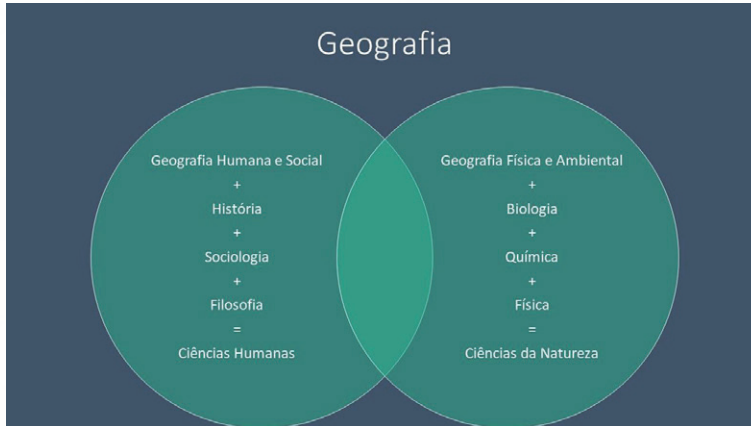 Geografia
Geografia Humana e Social
+
História
+
Sociologia
+
Filosofia
=
Ciências Humanas
Geografia Física e Ambiental
+
Biologia
+
Química
+
Física
=
Ciências da Natureza